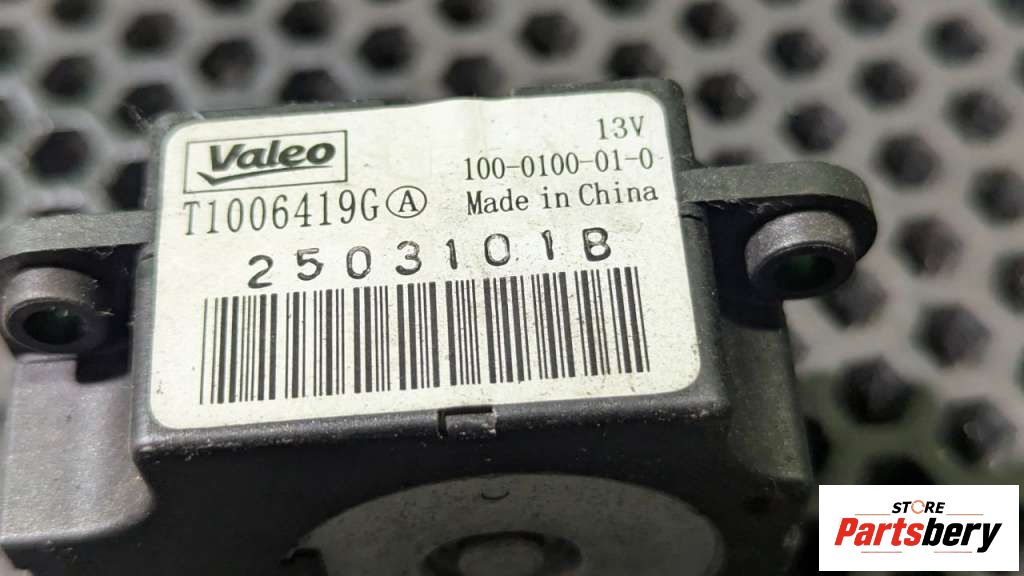 Valeo
T1006419G Ⓐ
13V
100-0100-01-0
Made in China
2503101B
STORE
Partsbery